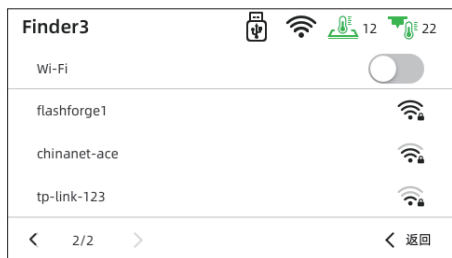 Finder3 12 22
Wi-Fi
flashforge1
chinanet-ace
tp-link-123
2/2 返回